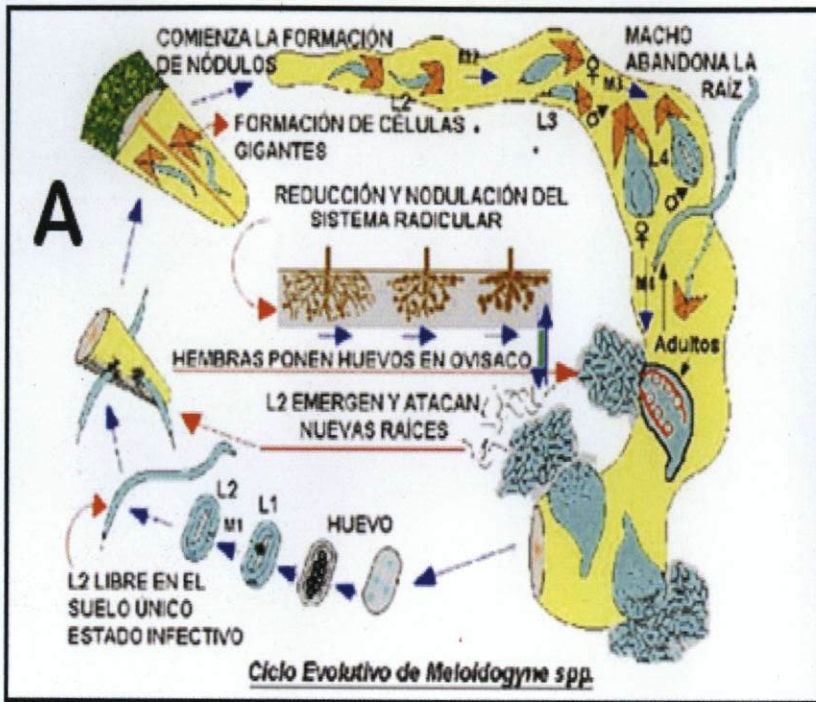 COMIENZA LA FORMACIÓN
DE NÓDULOS
MACHO
ABANDONA LA
RAÍZ
M2
L2
L3
♀
M3
♂
L4
♂
♀
M4
FORMACIÓN DE CÉLULAS
GIGANTES
A
REDUCCIÓN Y NODULACIÓN DEL
SISTEMA RADICULAR
Adultos
HEMBRAS PONEN HUEVOS EN OVISACO
L2 EMERGEN Y ATACAN
NUEVAS RAÍCES
L2
M1
L1
HUEVO
L2 LIBRE EN EL
SUELO ÚNICO
ESTADO INFECTIVO
Ciclo Evolutivo de Meloidogyne spp.